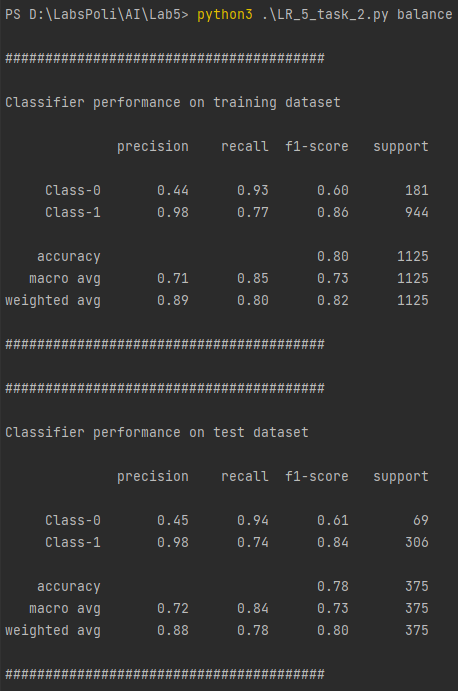 PS D:\LabsPoli\AI\Lab5> python3 .\LR_5_task_2.py balance
########################################
Classifier performance on training dataset
precision recall f1-score support
Class-0 0.44 0.93 0.60 181
Class-1 0.98 0.77 0.86 944
accuracy 0.80 1125
macro avg 0.71 0.85 0.73 1125
weighted avg 0.89 0.80 0.82 1125
########################################
########################################
Classifier performance on test dataset
precision recall f1-score support
Class-0 0.45 0.94 0.61 69
Class-1 0.98 0.74 0.84 306
accuracy 0.78 375
macro avg 0.72 0.84 0.73 375
weighted avg 0.88 0.78 0.80 375
########################################